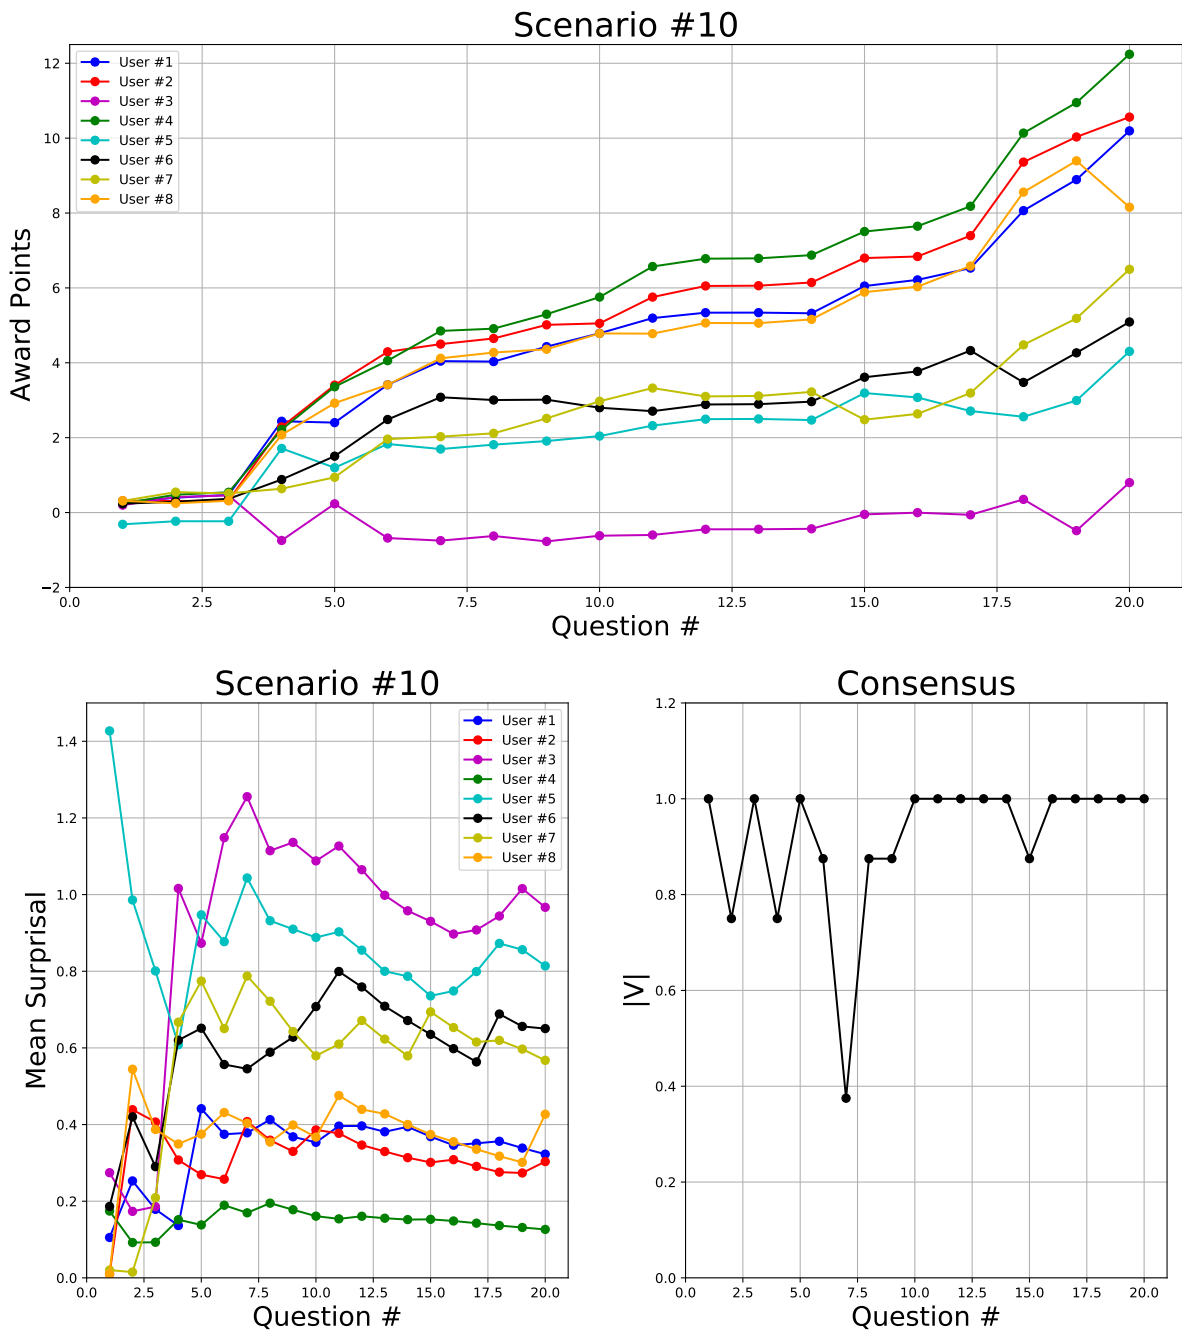 Scenario #10
Award Points
12
10
8
6
4
2
0
−2
User #1
User #2
User #3
User #4
User #5
User #6
User #7
User #8
0.0 2.5 5.0 7.5 10.0 12.5 15.0 17.5 20.0
Question #
Scenario #10
Mean Surprisal
1.4
1.2
1.0
0.8
0.6
0.4
0.2
0.0
User #1
User #2
User #3
User #4
User #5
User #6
User #7
User #8
0.0 2.5 5.0 7.5 10.0 12.5 15.0 17.5 20.0
Question #
Consensus
|V|
1.2
1.0
0.8
0.6
0.4
0.2
0.0
0.0 2.5 5.0 7.5 10.0 12.5 15.0 17.5 20.0
Question #